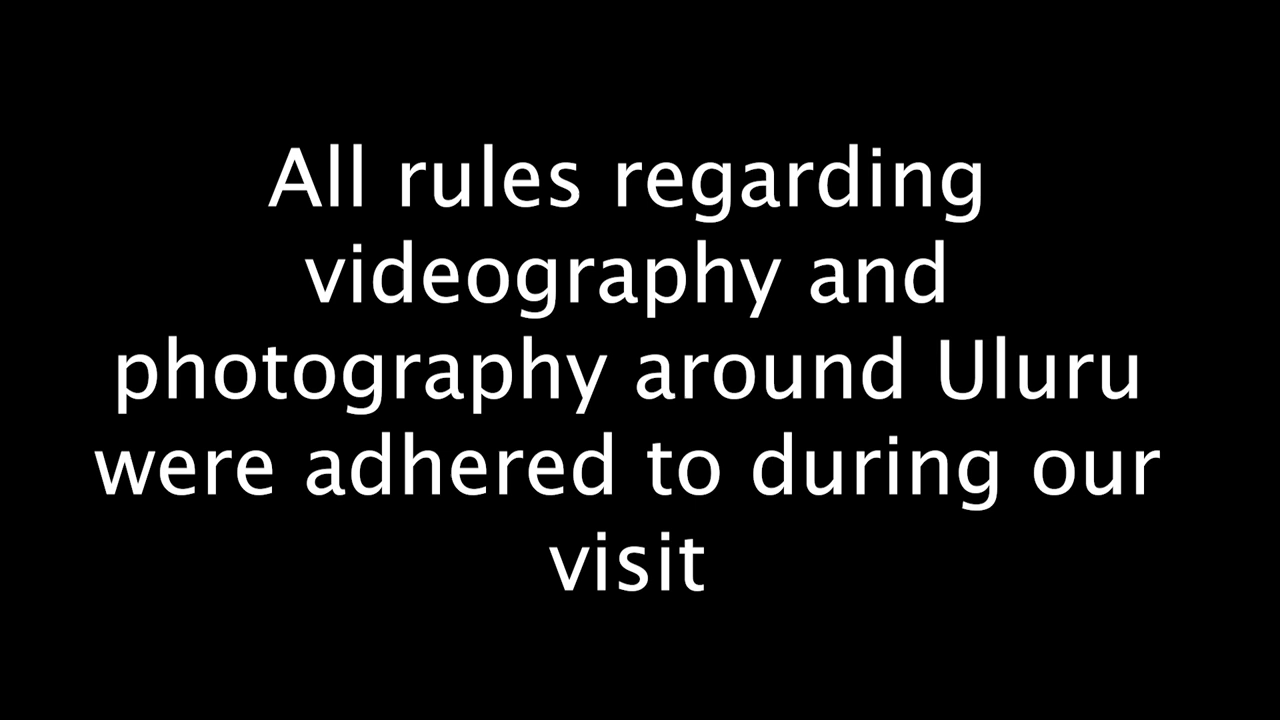 All rules regarding
videography and
photography around Uluru
were adhered to during our
visit